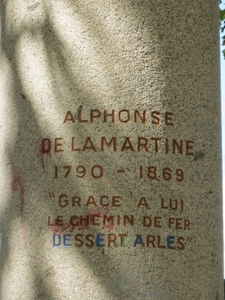 ALPHONSE
DE LAMARTINE
1790 - 1869
"GRACE A LUI
LE CHEMIN DE FER
DESSERT ARLES"